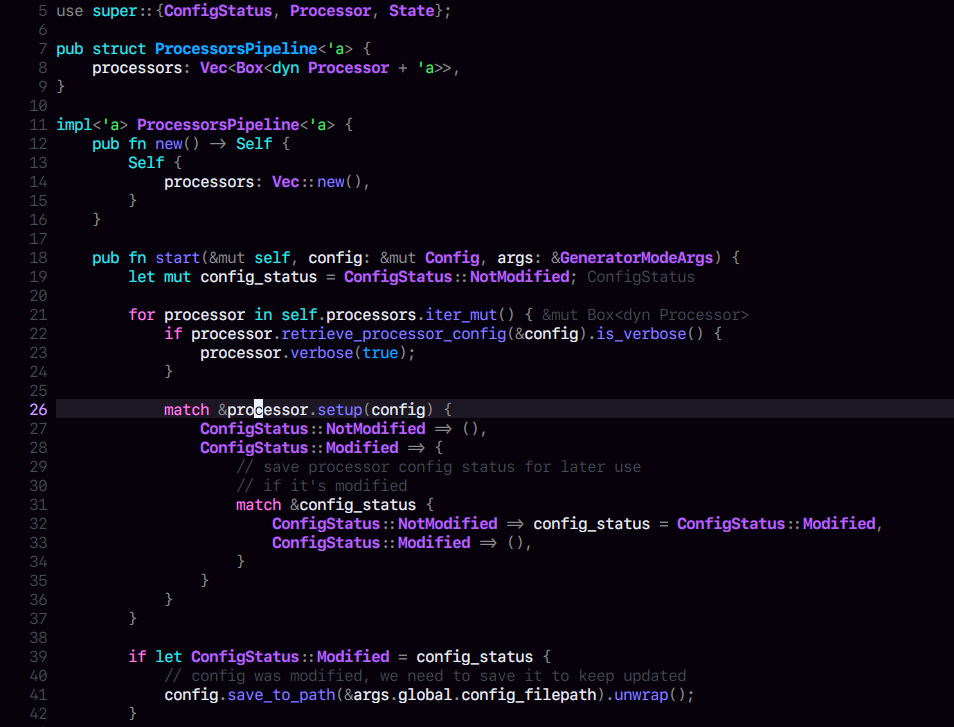 5 use super::{ConfigStatus, Processor, State};
6
7 pub struct ProcessorsPipeline<'a> {
8     processors: Vec<Box<dyn Processor + 'a>>,
9 }
10
11 impl<'a> ProcessorsPipeline<'a> {
12     pub fn new() -> Self {
13         Self {
14             processors: Vec::new(),
15         }
16     }
17
18     pub fn start(&mut self, config: &mut Config, args: &GeneratorModeArgs) {
19         let mut config_status = ConfigStatus::NotModified; ConfigStatus
20
21         for processor in self.processors.iter_mut() { &mut Box<dyn Processor>
22             if processor.retrieve_processor_config(&config).is_verbose() {
23                 processor.verbose(true);
24             }
25
26             match &processor.setup(config) {
27                 ConfigStatus::NotModified => (),
28                 ConfigStatus::Modified => {
29                     // save processor config status for later use
30                     // if it's modified
31                     match &config_status {
32                         ConfigStatus::NotModified => config_status = ConfigStatus::Modified,
33                         ConfigStatus::Modified => (),
34                     }
35                 }
36             }
37         }
38
39         if let ConfigStatus::Modified = config_status {
40             // config was modified, we need to save it to keep updated
41             config.save_to_path(&args.global.config_filepath).unwrap();
42         }